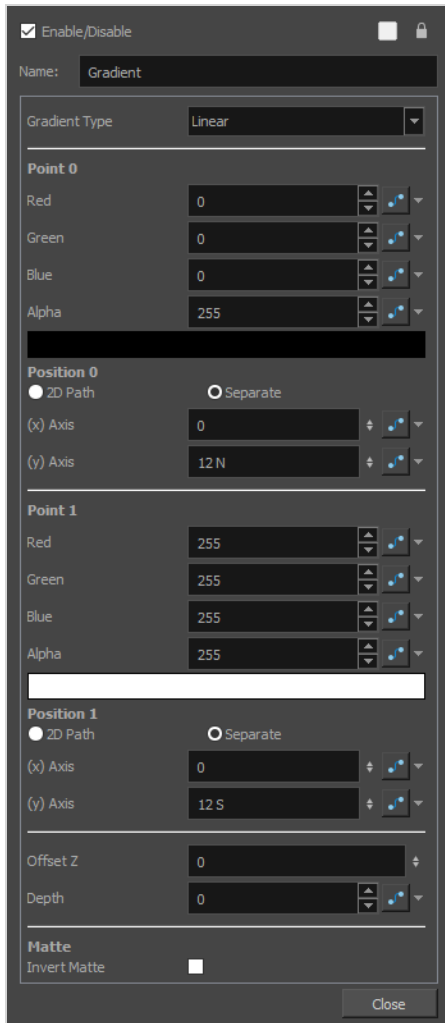 Enable/Disable
Name: Gradient
Gradient Type Linear
Point 0
Red 0
Green 0
Blue 0
Alpha 255
Position 0
2D Path Separate
(x) Axis 0
(y) Axis 12 N
Point 1
Red 255
Green 255
Blue 255
Alpha 255
Position 1
2D Path Separate
(x) Axis 0
(y) Axis 12 S
Offset Z 0
Depth 0
Matte
Invert Matte
Close